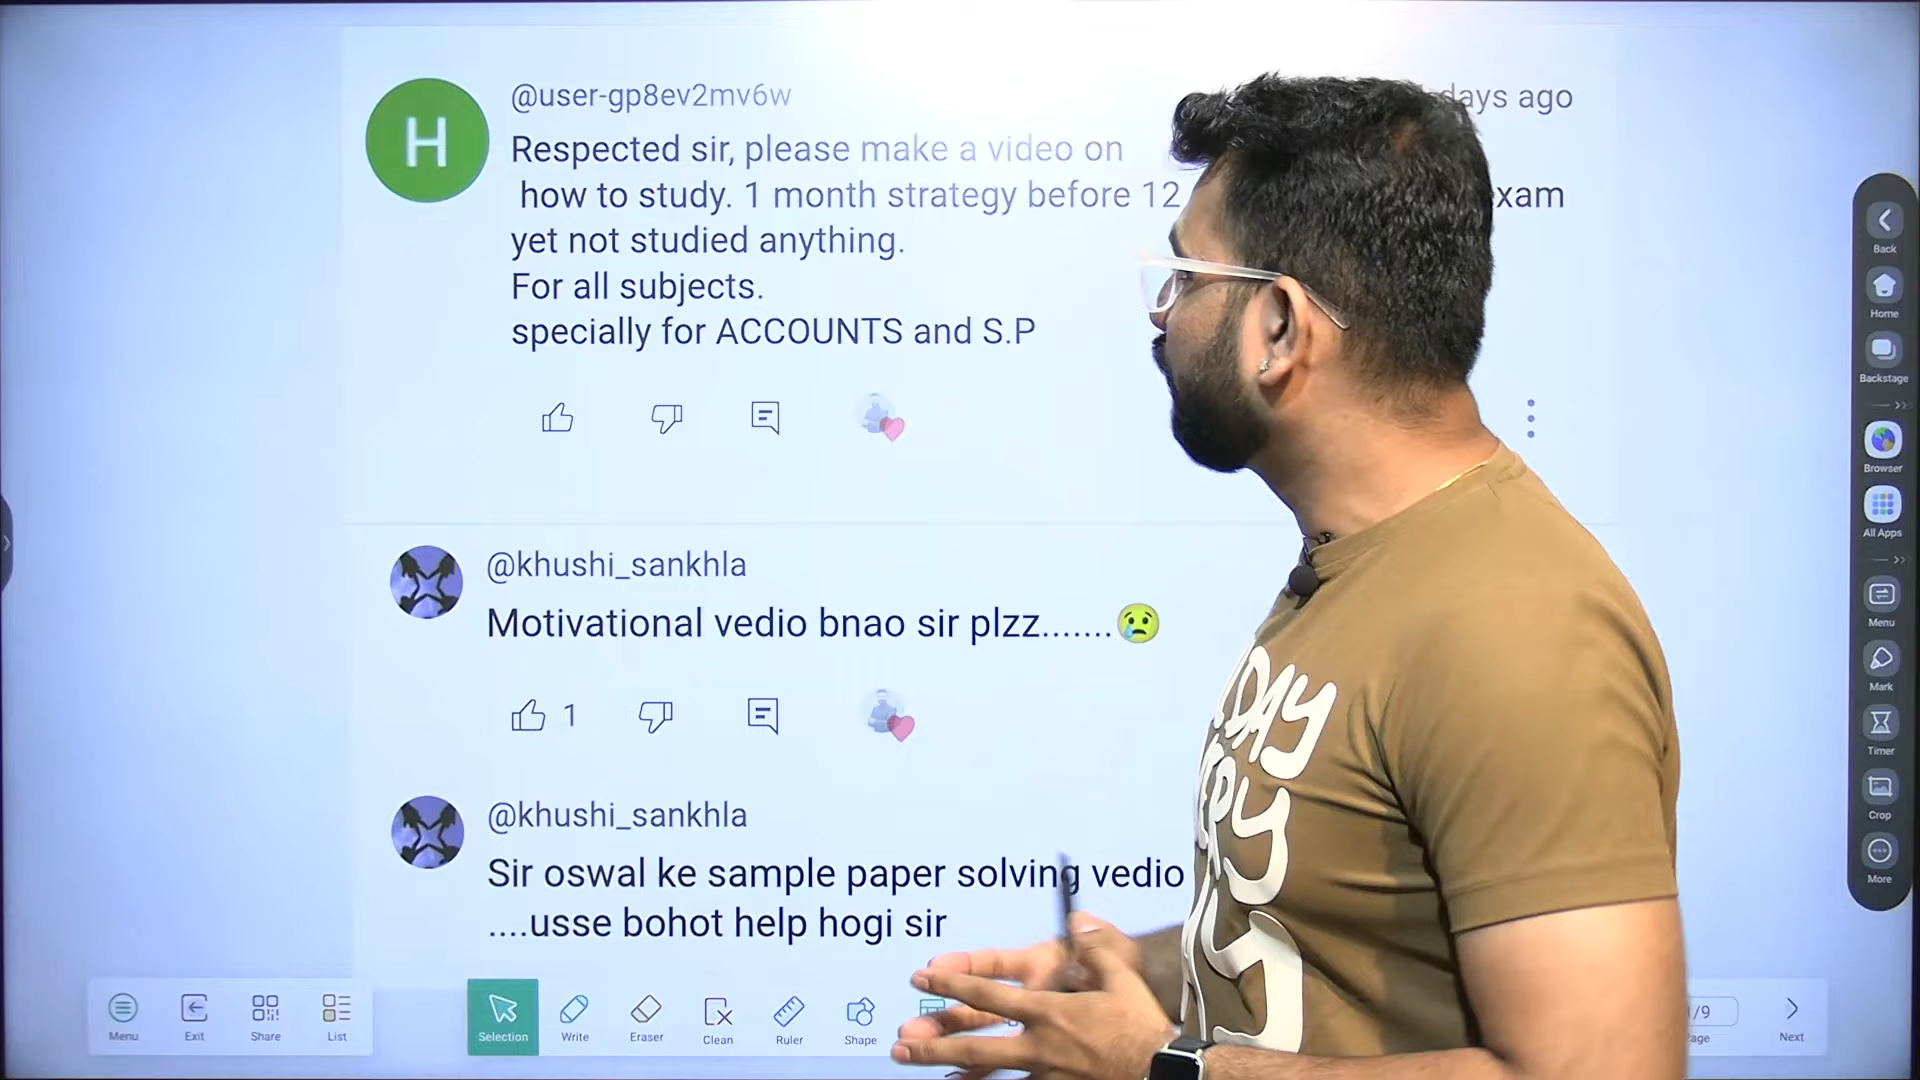 @user-gp8ev2mv6w
days ago
Respected sir, please make a video on
how to study. 1 month strategy before 12 exam
yet not studied anything.
For all subjects.
specially for ACCOUNTS and S.P
@khushi_sankhla
Motivational vedio bnao sir plzz.......😢
1
@khushi_sankhla
Sir oswal ke sample paper solving vedio
....usse bohot help hogi sir
H
Back
Home
Backstage
Browser
All Apps
Menu
Mark
Timer
Crop
More
Menu
Exit
Share
List
Selection
Write
Eraser
Clean
Ruler
Shape
/9
Page
Next
DAY